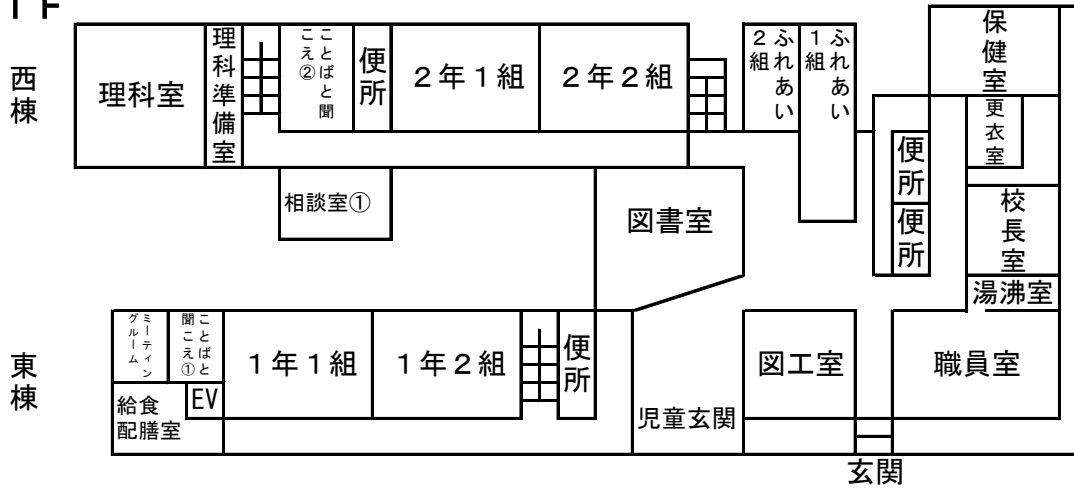 1F
西棟
理科室
理科準備室
ことばと聞
こえ②
便所
2年1組
2年2組
ふれあい
2組
ふれあい
1組
保健室
更衣室
便所
便所
校長室
湯沸室
相談室①
図書室
東棟
ミーティン
グルーム
ことばと
聞こえ①
給食
配膳室
EV
1年1組
1年2組
便所
児童玄関
図工室
職員室
玄関